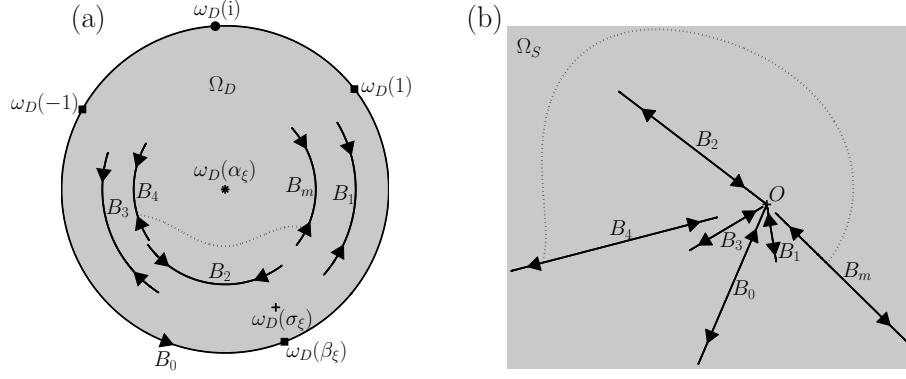 (a)
ω_D(i)
Ω_D
ω_D(1)
ω_D(−1)
ω_D(α_ξ)
B_4
B_m
B_1
B_3
B_2
ω_D(σ_ξ)
ω_D(β_ξ)
B_0
(b)
Ω_S
B_2
O
B_4
B_3
B_1
B_m
B_0